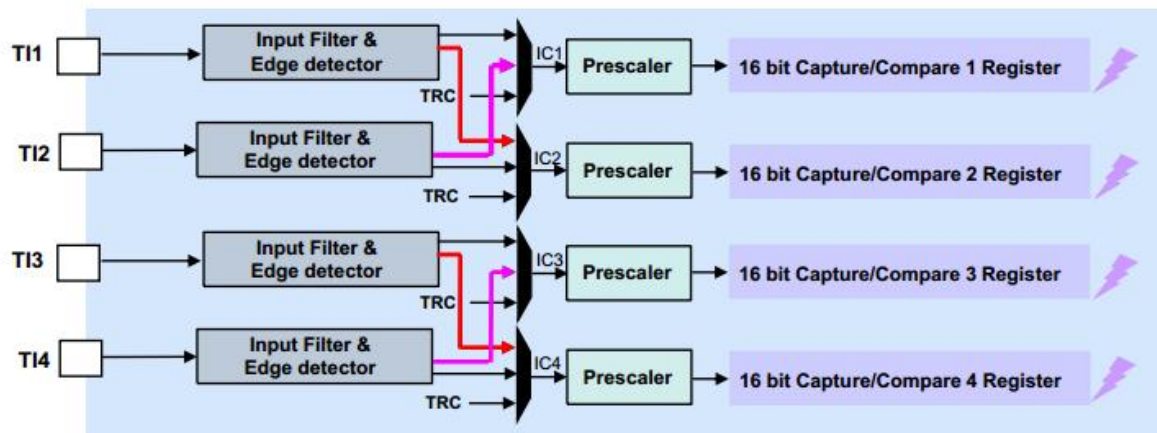 TI1
Input Filter &
Edge detector
TRC
IC1
Prescaler
16 bit Capture/Compare 1 Register
TI2
Input Filter &
Edge detector
TRC
IC2
Prescaler
16 bit Capture/Compare 2 Register
TI3
Input Filter &
Edge detector
TRC
IC3
Prescaler
16 bit Capture/Compare 3 Register
TI4
Input Filter &
Edge detector
TRC
IC4
Prescaler
16 bit Capture/Compare 4 Register